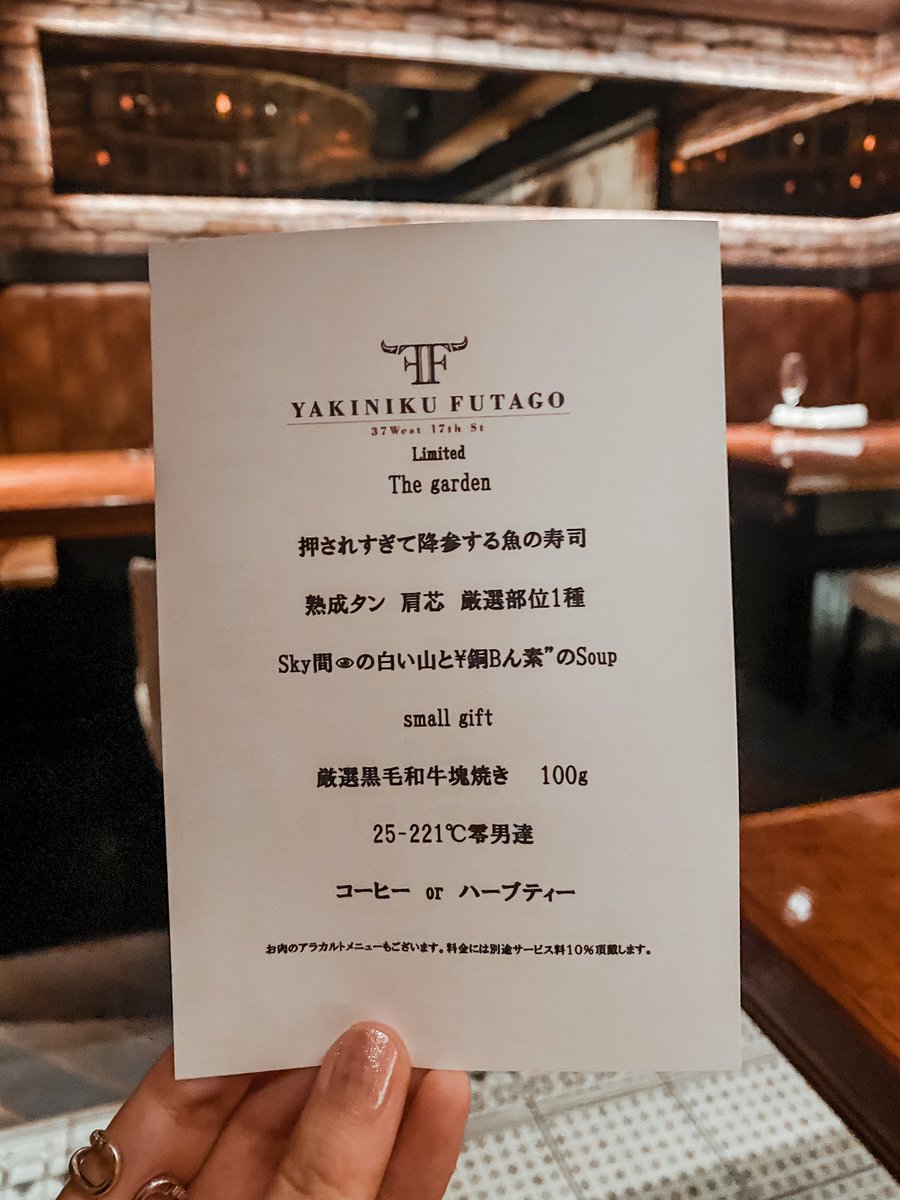 FF
YAKINIKU FUTAGO
37West 17th St
Limited
The garden
押されすぎて降参する魚の寿司
熟成タン 肩芯 厳選部位1種
Sky間👁の白い山と¥銅Bん素”のSoup
small gift
厳選黒毛和牛塊焼き 100g
25-221℃零男達
コーヒー or ハーブティー
お肉のアラカルトメニューもございます。料金には別途サービス料10%頂戴します。